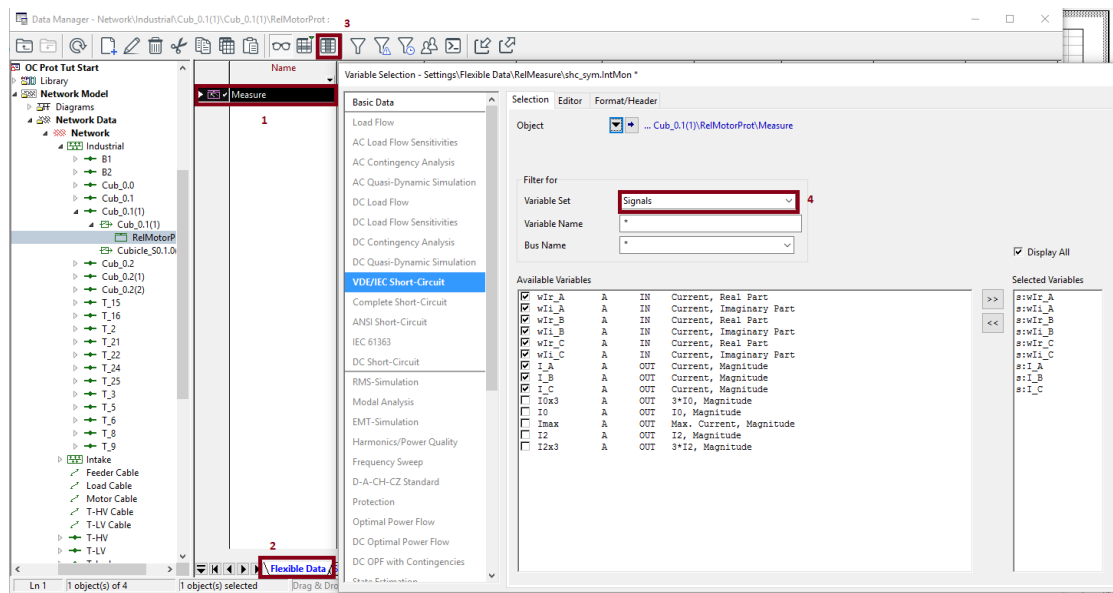 Data Manager - Network\Industrial\Cub_0.1(1)\Cub_0.1(1)\RelMotorProt :
3
OC Prot Tut Start
Library
Network Model
Diagrams
Network Data
Network
Industrial
B1
B2
Cub_0.0
Cub_0.1
Cub_0.1(1)
Cub_0.1(1)
RelMotorP
Cubicle_S0.1.0(
Cub_0.2
Cub_0.2(1)
Cub_0.2(2)
T_15
T_16
T_2
T_21
T_22
T_24
T_25
T_3
T_5
T_6
T_8
T_9
Intake
Feeder Cable
Load Cable
Motor Cable
T-HV Cable
T-LV Cable
T-HV
T-LV
Name
Measure
1
2
Flexible Data
Ln 1
1 object(s) of 4
1 object(s) selected
Drag & Dro
Variable Selection - Settings\Flexible Data\RelMeasure\shc_sym.IntMon *
Basic Data
Load Flow
AC Load Flow Sensitivities
AC Contingency Analysis
AC Quasi-Dynamic Simulation
DC Load Flow
DC Load Flow Sensitivities
DC Contingency Analysis
DC Quasi-Dynamic Simulation
VDE/IEC Short-Circuit
Complete Short-Circuit
ANSI Short-Circuit
IEC 61363
DC Short-Circuit
RMS-Simulation
Modal Analysis
EMT-Simulation
Harmonics/Power Quality
Frequency Sweep
D-A-CH-CZ Standard
Protection
Optimal Power Flow
DC Optimal Power Flow
DC OPF with Contingencies
State Estimation
Selection Editor Format/Header
Object ... Cub_0.1(1)\RelMotorProt\Measure
Filter for
Variable Set Signals 4
Variable Name *
Bus Name *
Display All
Available Variables
wIr_A A IN Current, Real Part
wIi_A A IN Current, Imaginary Part
wIr_B A IN Current, Real Part
wIi_B A IN Current, Imaginary Part
wIr_C A IN Current, Real Part
wIi_C A IN Current, Imaginary Part
I_A A OUT Current, Magnitude
I_B A OUT Current, Magnitude
I_C A OUT Current, Magnitude
I0x3 A OUT 3*I0, Magnitude
I0 A OUT I0, Magnitude
Imax A OUT Max. Current, Magnitude
I2 A OUT I2, Magnitude
I2x3 A OUT 3*I2, Magnitude
>>
<<
Selected Variables
s:wIr_A
s:wIi_A
s:wIr_B
s:wIi_B
s:wIr_C
s:wIi_C
s:I_A
s:I_B
s:I_C